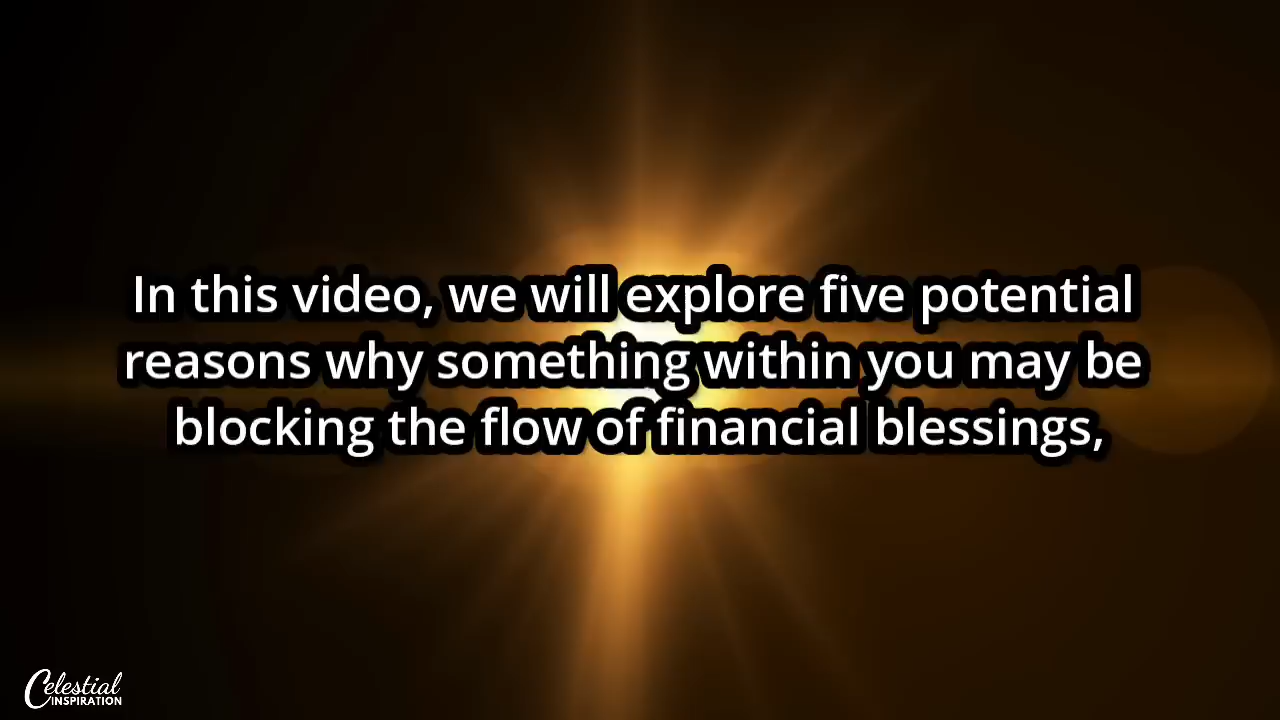 In this video, we will explore five potential
reasons why something within you may be
blocking the flow of financial blessings,
Celestial
INSPIRATION